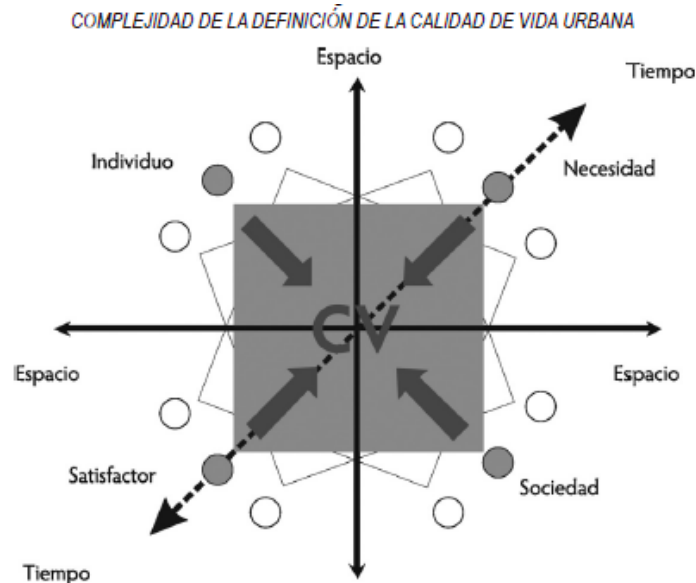 COMPLEJIDAD DE LA DEFINICIÓN DE LA CALIDAD DE VIDA URBANA
Espacio
Tiempo
Individuo
Necesidad
CV
Espacio
Espacio
Satisfactor
Sociedad
Tiempo